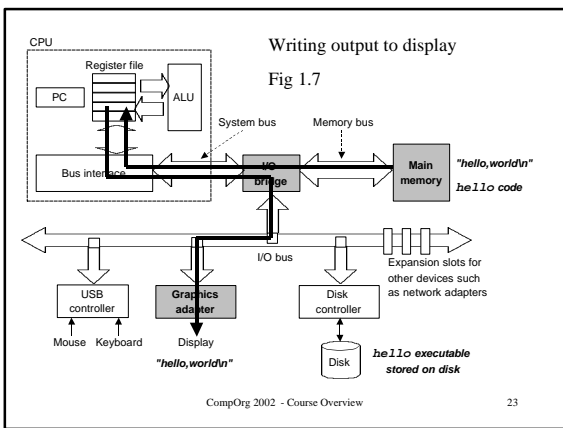 Writing output to display
Fig 1.7
CPU
Register file
PC
ALU
System bus
Memory bus
Bus interface
I/O
bridge
Main
memory
"hello,world\n"
hello code
I/O bus
Expansion slots for
other devices such
as network adapters
USB
controller
Graphics
adapter
Disk
controller
Mouse
Keyboard
Display
"hello,world\n"
Disk
hello executable
stored on disk
CompOrg 2002 - Course Overview
23